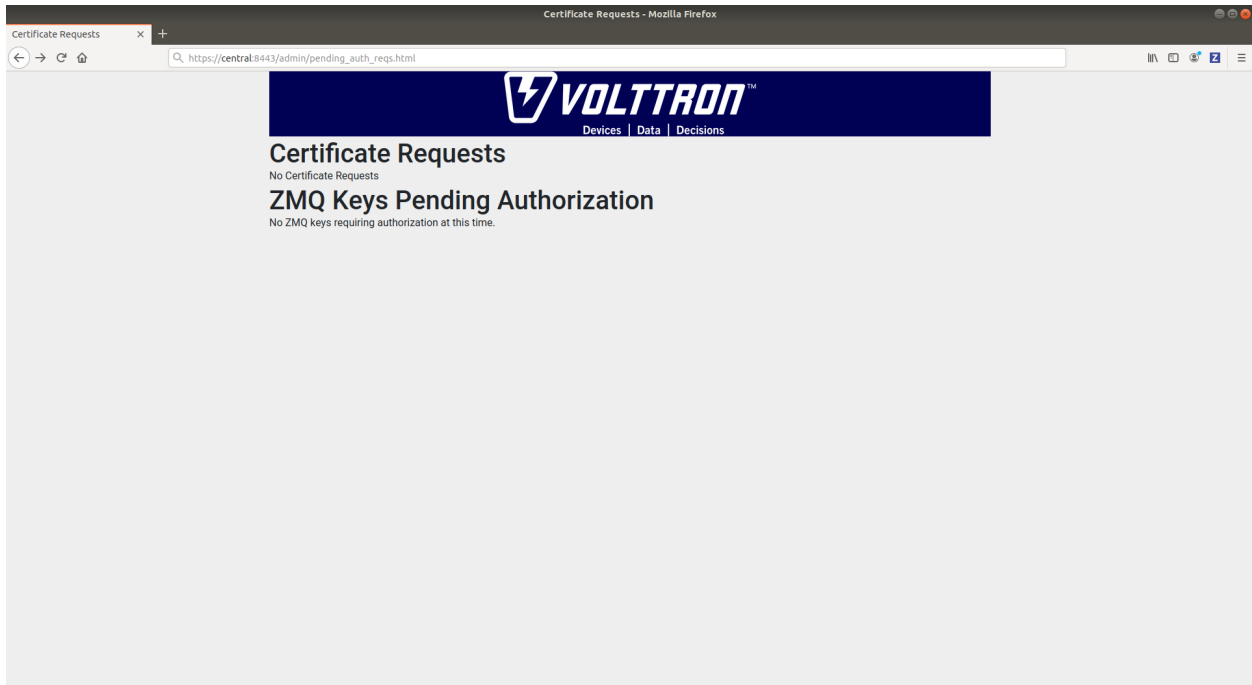 Certificate Requests - Mozilla Firefox
Certificate Requests
https://central:8443/admin/pending_auth_reqs.html
Z
VOLTTRON™
Devices | Data | Decisions
Certificate Requests
No Certificate Requests
ZMQ Keys Pending Authorization
No ZMQ keys requiring authorization at this time.